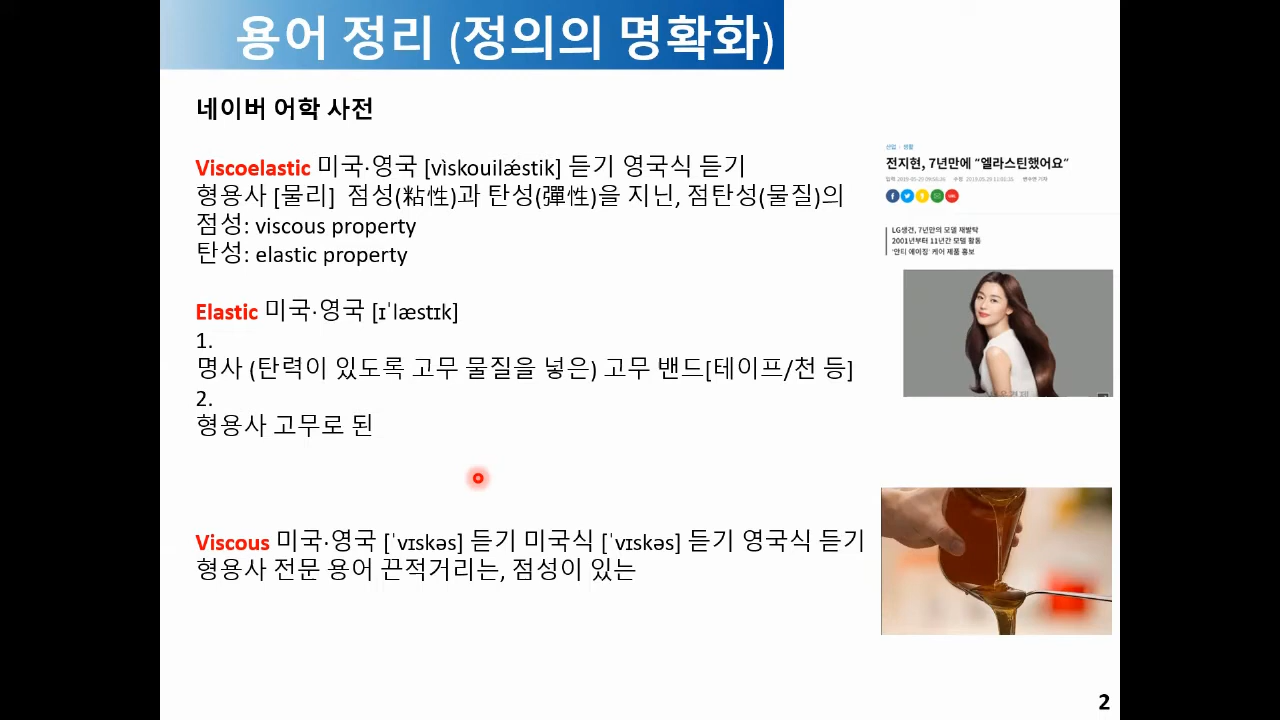 용어 정리 (정의의 명확화)
네이버 어학 사전
Viscoelastic 미국·영국 [vìskouilǽstik] 듣기 영국식 듣기
형용사 [물리] 점성(粘性)과 탄성(彈性)을 지닌, 점탄성(물질)의
점성: viscous property
탄성: elastic property
Elastic 미국·영국 [ɪˈlæstɪk]
1.
명사 (탄력이 있도록 고무 물질을 넣은) 고무 밴드[테이프/천 등]
2.
형용사 고무로 된
Viscous 미국·영국 [ˈvɪskəs] 듣기 미국식 [ˈvɪskəs] 듣기 영국식 듣기
형용사 전문 용어 끈적거리는, 점성이 있는
산업 | 생활
전지현, 7년만에 “엘라스틴했어요”
LG생건, 7년만의 모델 재발탁
2001년부터 11년간 모델 활동
'안티 에이징' 케어 제품 홍보
2